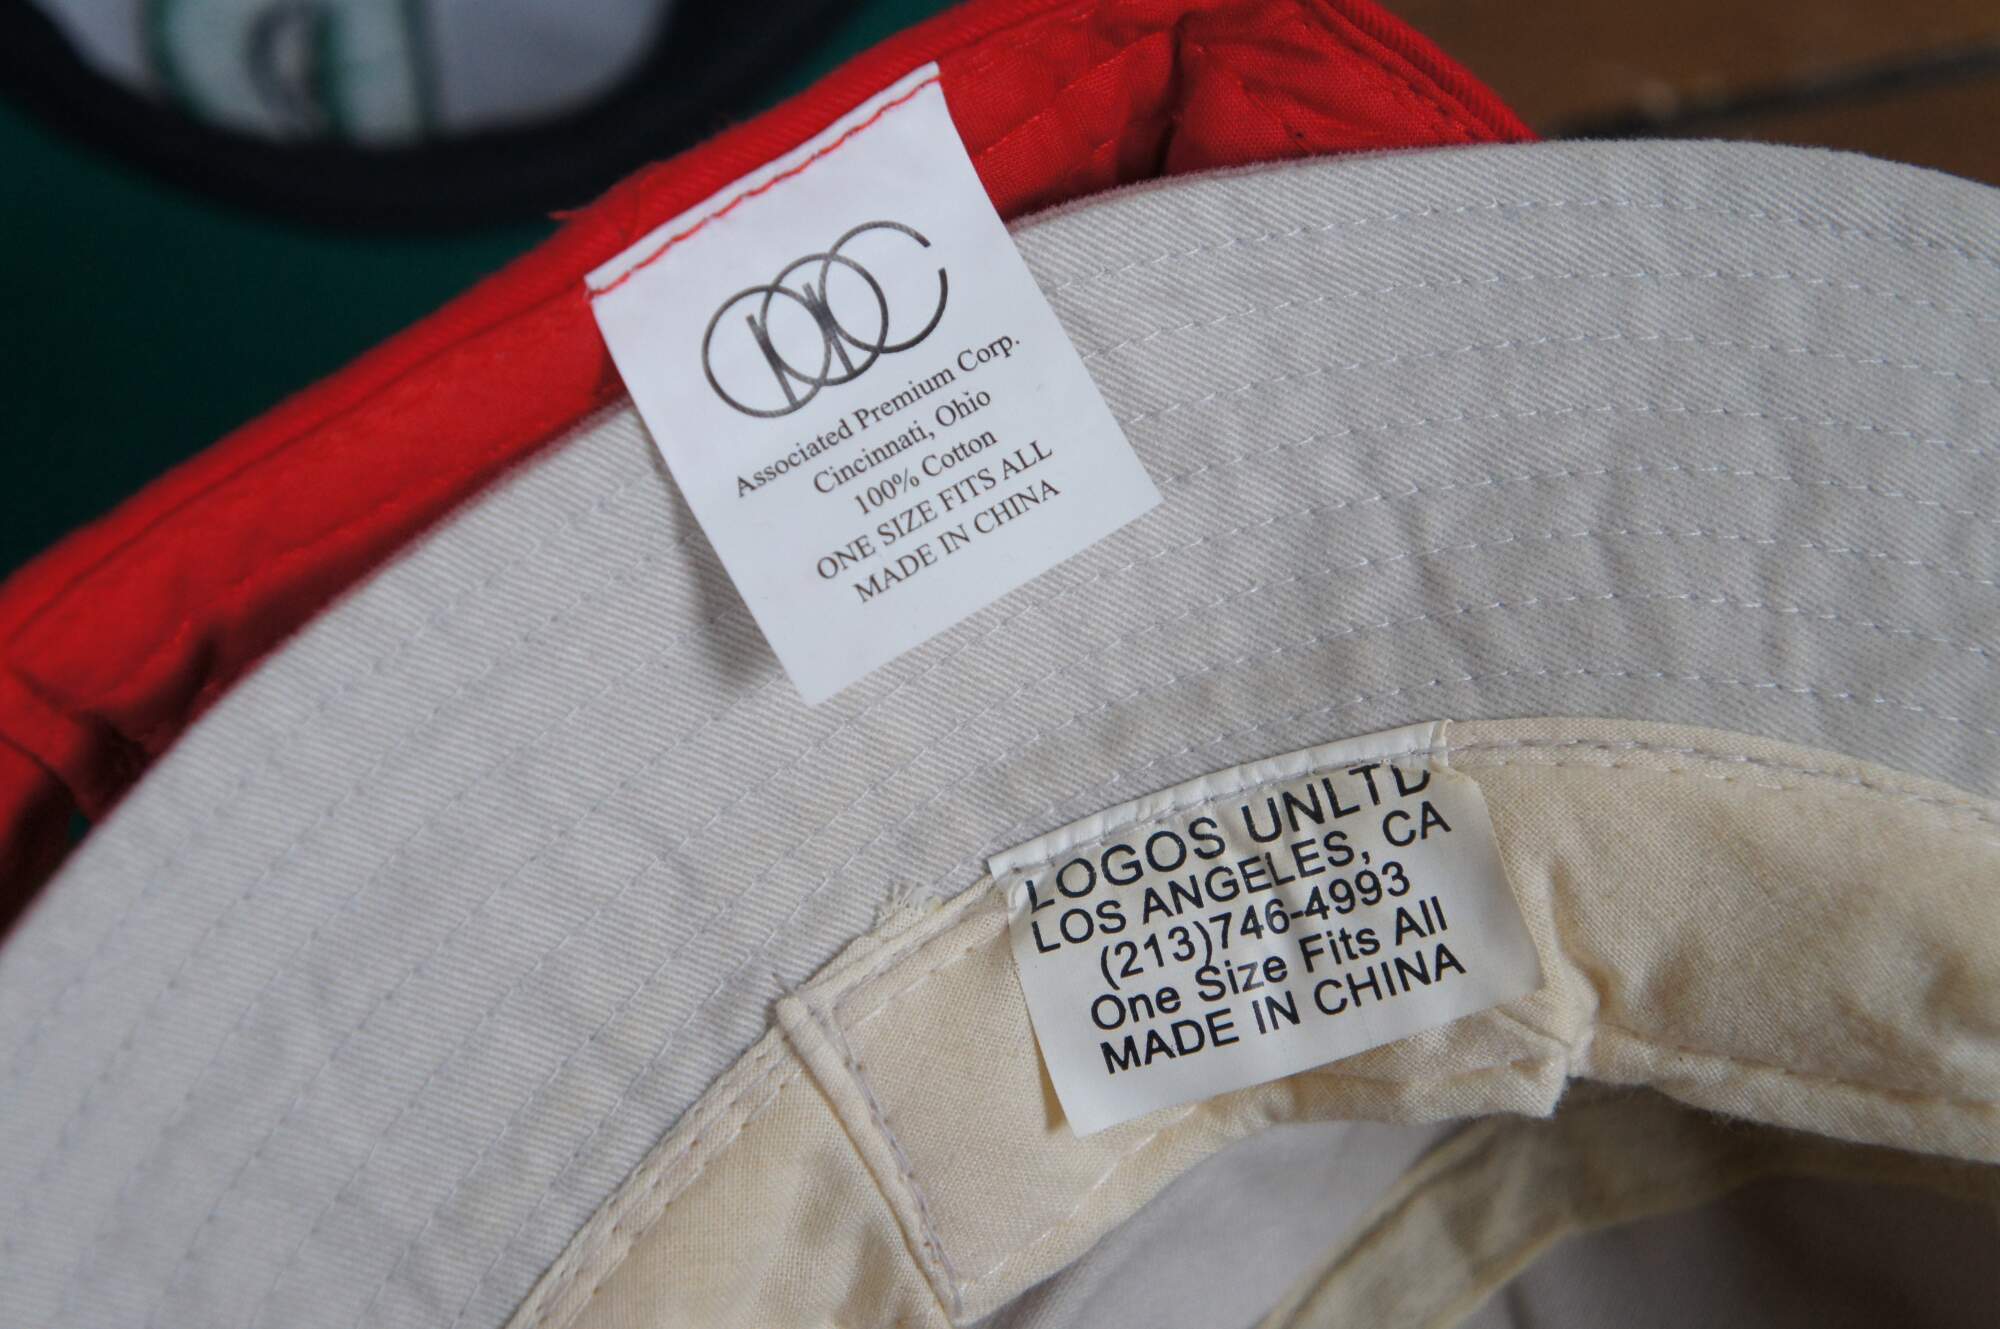 Associated Premium Corp.
Cincinnati, Ohio
100% Cotton
ONE SIZE FITS ALL
MADE IN CHINA
LOGOS UNLTD
LOS ANGELES, CA
(213)746-4993
One Size Fits All
MADE IN CHINA